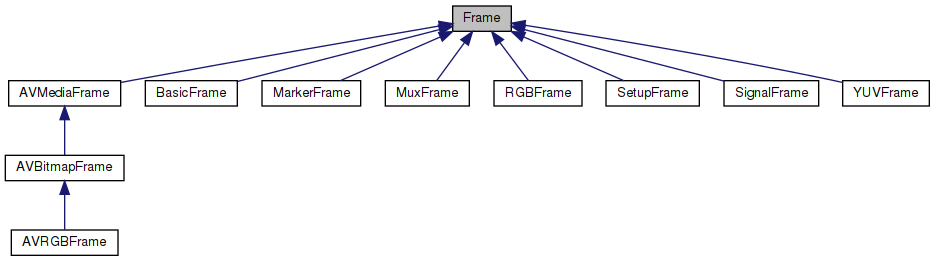 Frame
AVMediaFrame
BasicFrame
MarkerFrame
MuxFrame
RGBFrame
SetupFrame
SignalFrame
YUVFrame
AVBitmapFrame
AVRGBFrame